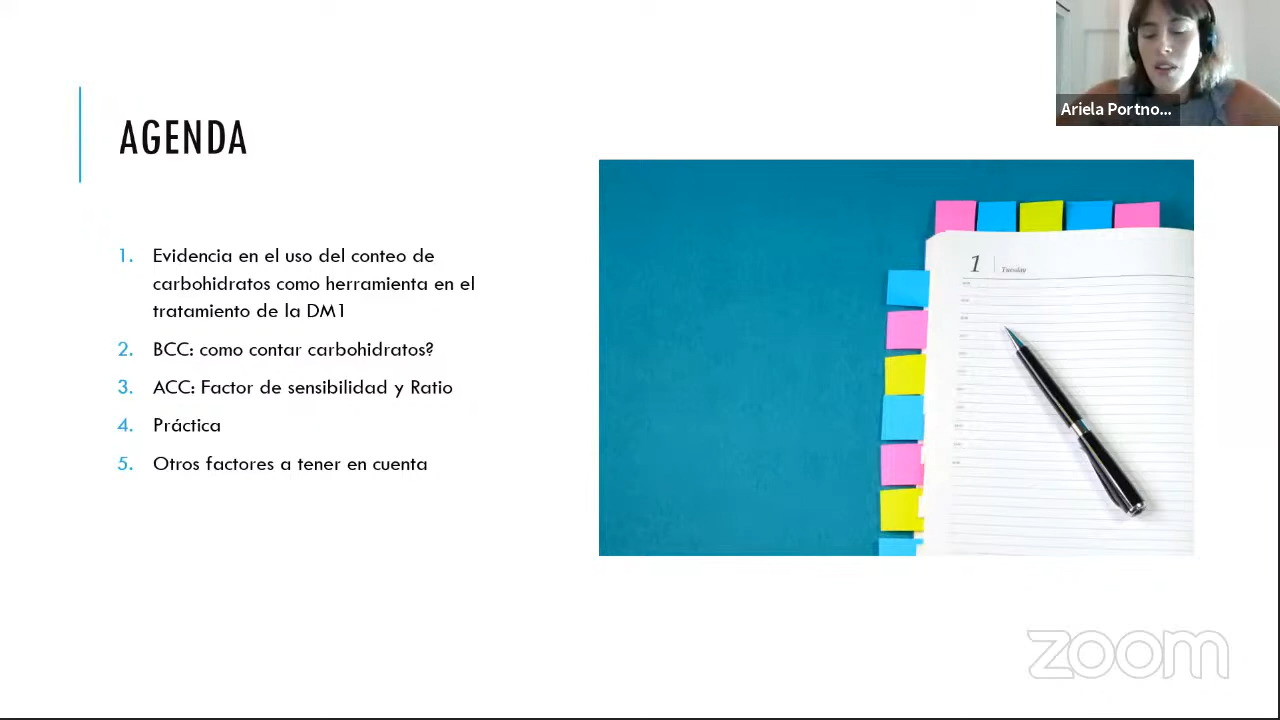 Ariela Portno...
AGENDA
1. Evidencia en el uso del conteo de
carbohidratos como herramienta en el
tratamiento de la DM1
2. BCC: como contar carbohidratos?
3. ACC: Factor de sensibilidad y Ratio
4. Práctica
5. Otros factores a tener en cuenta
1 Tuesday
zoom